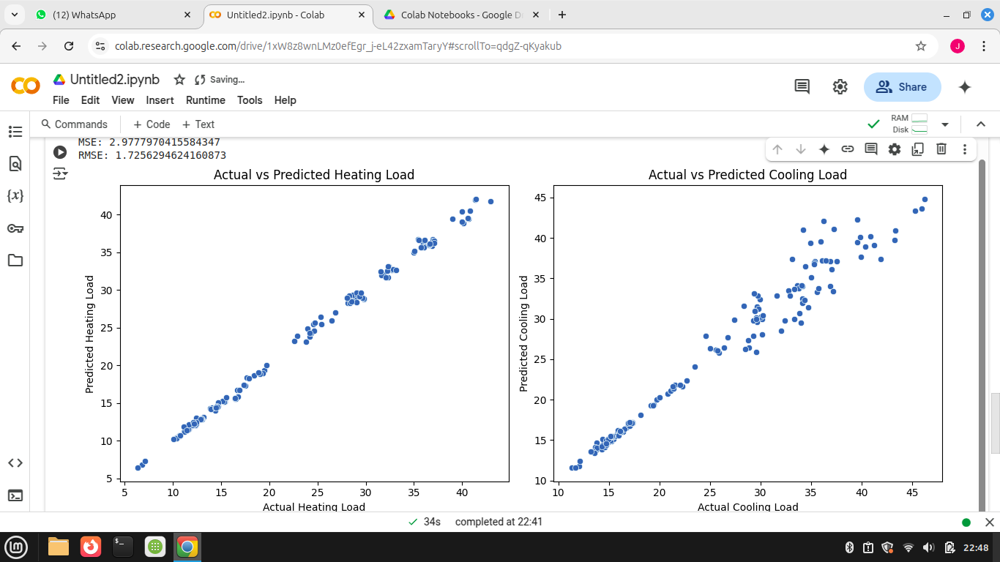 (12) WhatsApp
Untitled2.ipynb - Colab
Colab Notebooks - Google D
colab.research.google.com/drive/1xW8z8wnLMz0efEgr_j-eL42zxamTaryY#scrollTo=qdgZ-qKyakub
J
CO
Untitled2.ipynb
Saving...
File Edit View Insert Runtime Tools Help
Share
Commands + Code + Text
RAM
Disk
MSE: 2.9777970415584347
RMSE: 1.7256294624160873
{x}
Actual vs Predicted Heating Load
Predicted Heating Load
40
35
30
25
20
15
10
5
5 10 15 20 25 30 35 40
Actual Heating Load
Actual vs Predicted Cooling Load
Predicted Cooling Load
45
40
35
30
25
20
15
10
10 15 20 25 30 35 40 45
Actual Cooling Load
34s completed at 22:41
$_
22:48